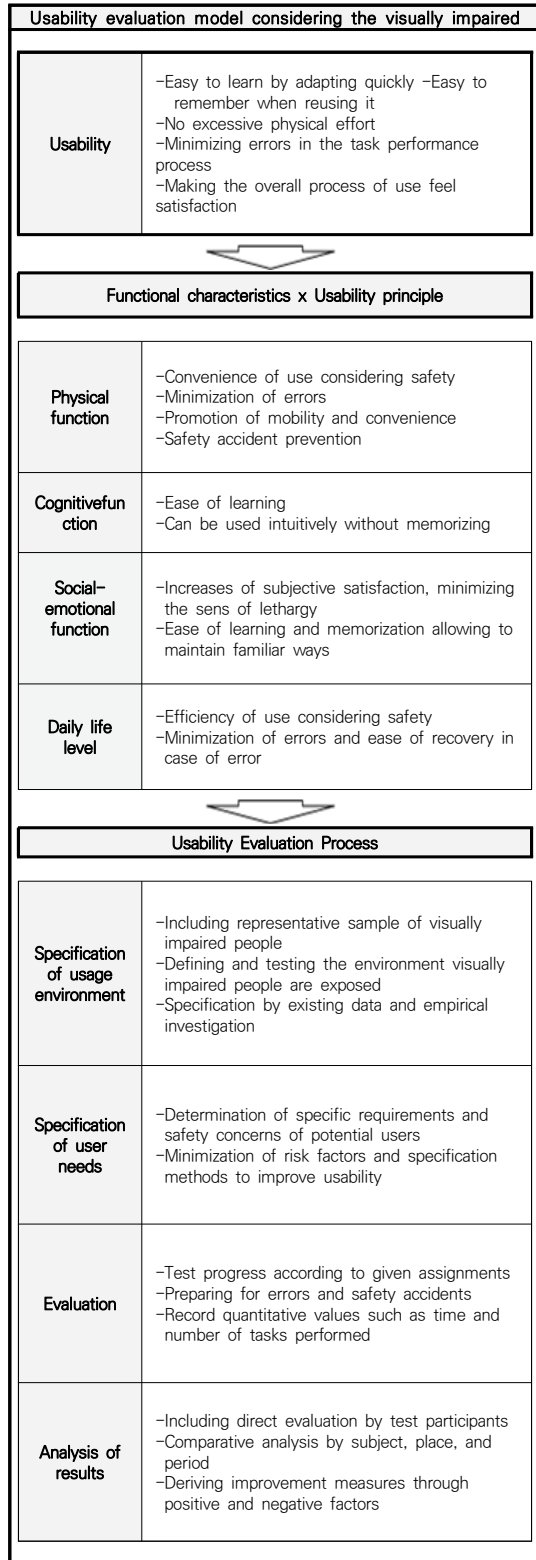 Usability evaluation model considering the visually impaired
Usability
-Easy to learn by adapting quickly -Easy to
remember when reusing it
-No excessive physical effort
-Minimizing errors in the task performance
process
-Making the overall process of use feel
satisfaction
Functional characteristics x Usability principle
Physical
function
-Convenience of use considering safety
-Minimization of errors
-Promotion of mobility and convenience
-Safety accident prevention
Cognitivefun
ction
-Ease of learning
-Can be used intuitively without memorizing
Social-
emotional
function
-Increases of subjective satisfaction, minimizing
the sens of lethargy
-Ease of learning and memorization allowing to
maintain familiar ways
Daily life
level
-Efficiency of use considering safety
-Minimization of errors and ease of recovery in
case of error
Usability Evaluation Process
Specification
of usage
environment
-Including representative sample of visually
impaired people
-Defining and testing the environment visually
impaired people are exposed
-Specification by existing data and empirical
investigation
Specification
of user
needs
-Determination of specific requirements and
safety concerns of potential users
-Minimization of risk factors and specification
methods to improve usability
Evaluation
-Test progress according to given assignments
-Preparing for errors and safety accidents
-Record quantitative values such as time and
number of tasks performed
Analysis of
results
-Including direct evaluation by test participants
-Comparative analysis by subject, place, and
period
-Deriving improvement measures through
positive and negative factors